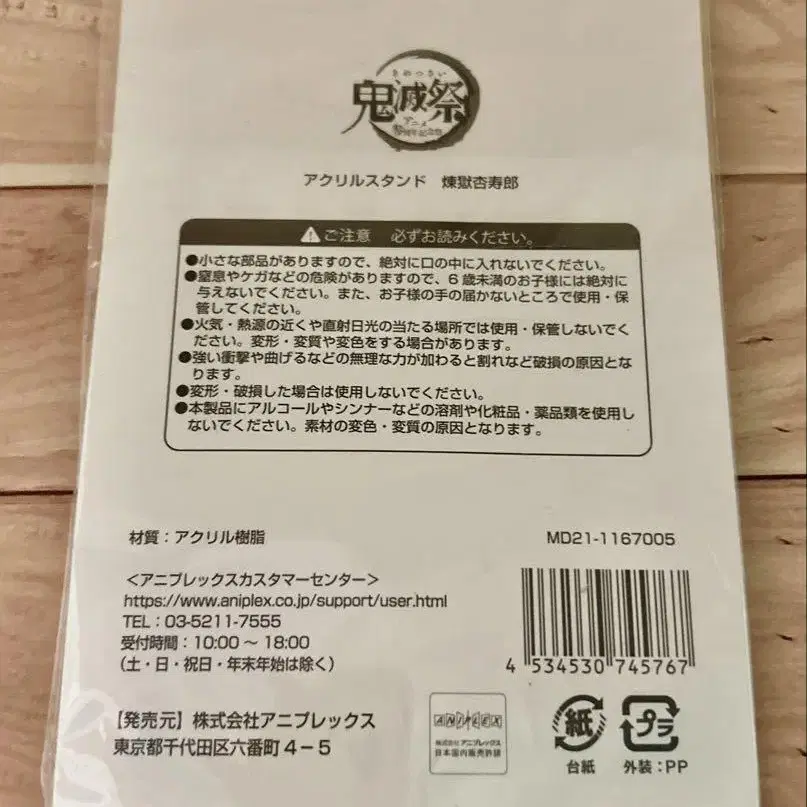 きめつさい
鬼滅祭
アニメ
周年記念祭
アクリルスタンド 煉獄杏寿郎
ご注意 必ずお読みください。
●小さな部品がありますので、絶対に口の中に入れないでください。
●窒息やケガなどの危険がありますので、6歳未満のお子様には絶対に
与えないでください。また、お子様の手の届かないところで使用・保
管してください。
●火気・熱源の近くや直射日光の当たる場所では使用・保管しないでく
ださい。変形・変質や変色をする場合があります。
●強い衝撃や曲げるなどの無理な力が加わると割れなど破損の原因とな
ります。
●変形・破損した場合は使用しないでください。
●本製品にアルコールやシンナーなどの溶剤や化粧品・薬品類を使用し
ないでください。素材の変色・変質の原因となります。
材質：アクリル樹脂
MD21-1167005
＜アニプレックスカスタマーセンター＞
https://www.aniplex.co.jp/support/user.html
TEL：03-5211-7555
受付時間：10:00～18:00
（土・日・祝日・年末年始は除く）
4 534530 745767
【発売元】株式会社アニプレックス
東京都千代田区六番町4－5
ANIPLEX
株式会社アニプレックス
日本国内販売許諾
紙
台紙
プラ
外装：PP